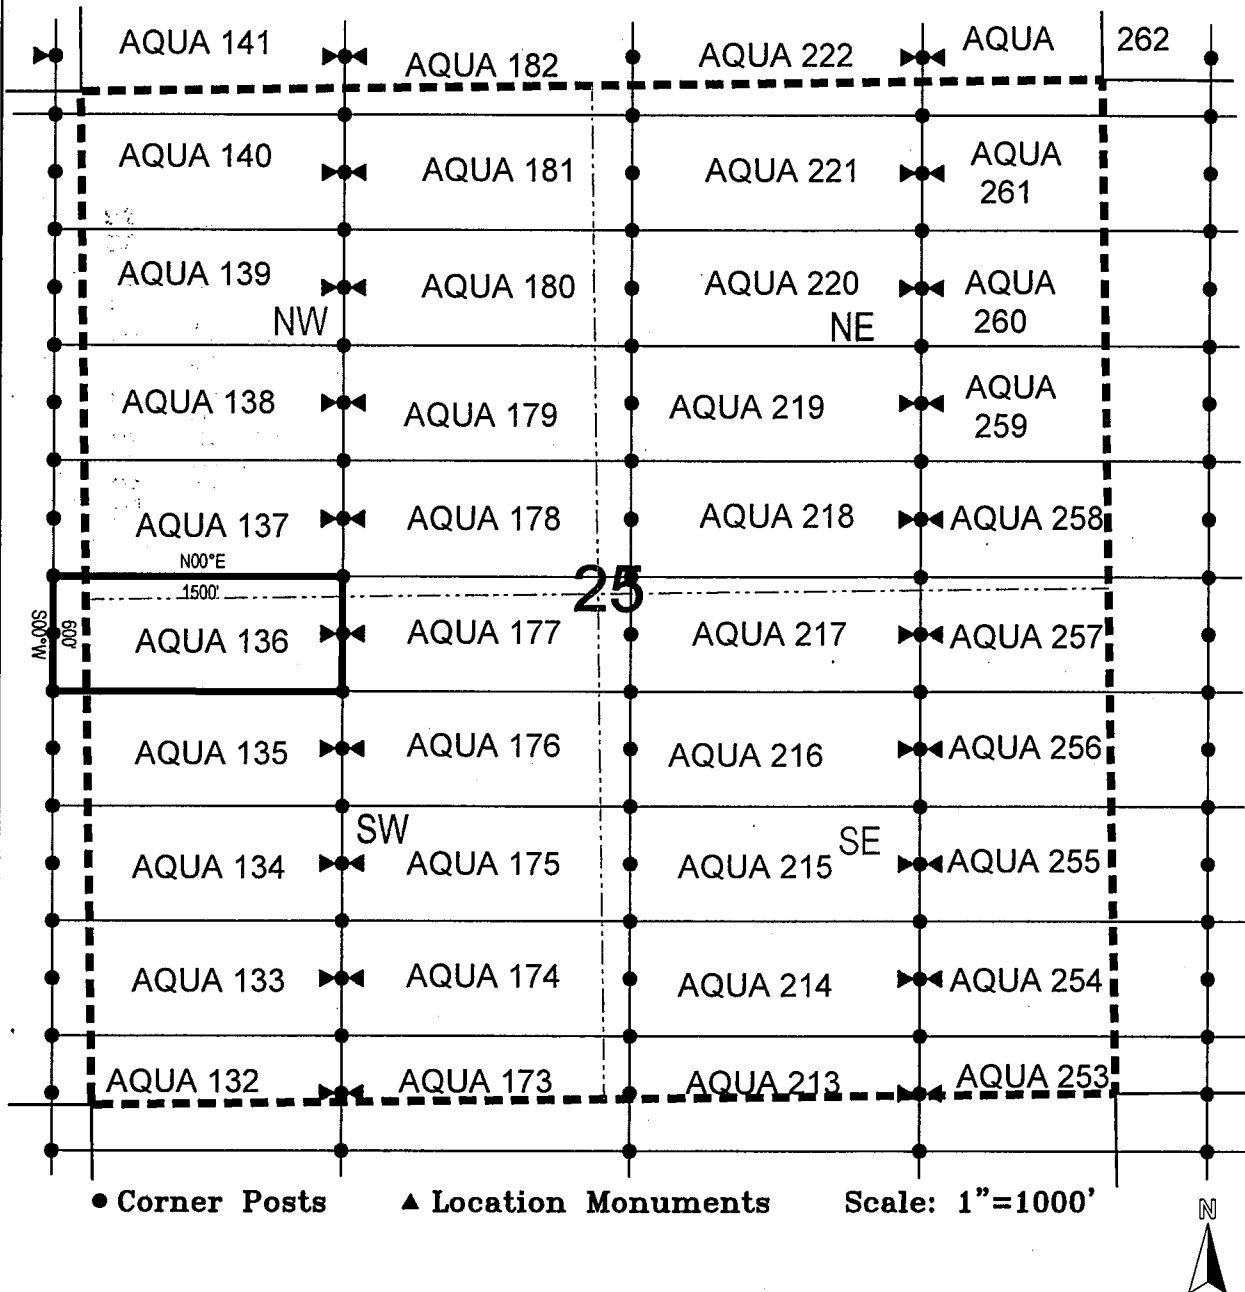 AQUA 141
AQUA 182
AQUA 222
AQUA 262
AQUA 140
AQUA 181
AQUA 221
AQUA
261
AQUA 139
AQUA 180
AQUA 220
AQUA
260
NW
NE
AQUA 138
AQUA 179
AQUA 219
AQUA
259
AQUA 137
AQUA 178
AQUA 218
AQUA 258
N00°E
1500'
25
S00°W
600'
AQUA 136
AQUA 177
AQUA 217
AQUA 257
AQUA 135
AQUA 176
AQUA 216
AQUA 256
SW
SE
AQUA 134
AQUA 175
AQUA 215
AQUA 255
AQUA 133
AQUA 174
AQUA 214
AQUA 254
AQUA 132
AQUA 173
AQUA 213
AQUA 253
Corner Posts
Location Monuments
Scale: 1"=1000'
N